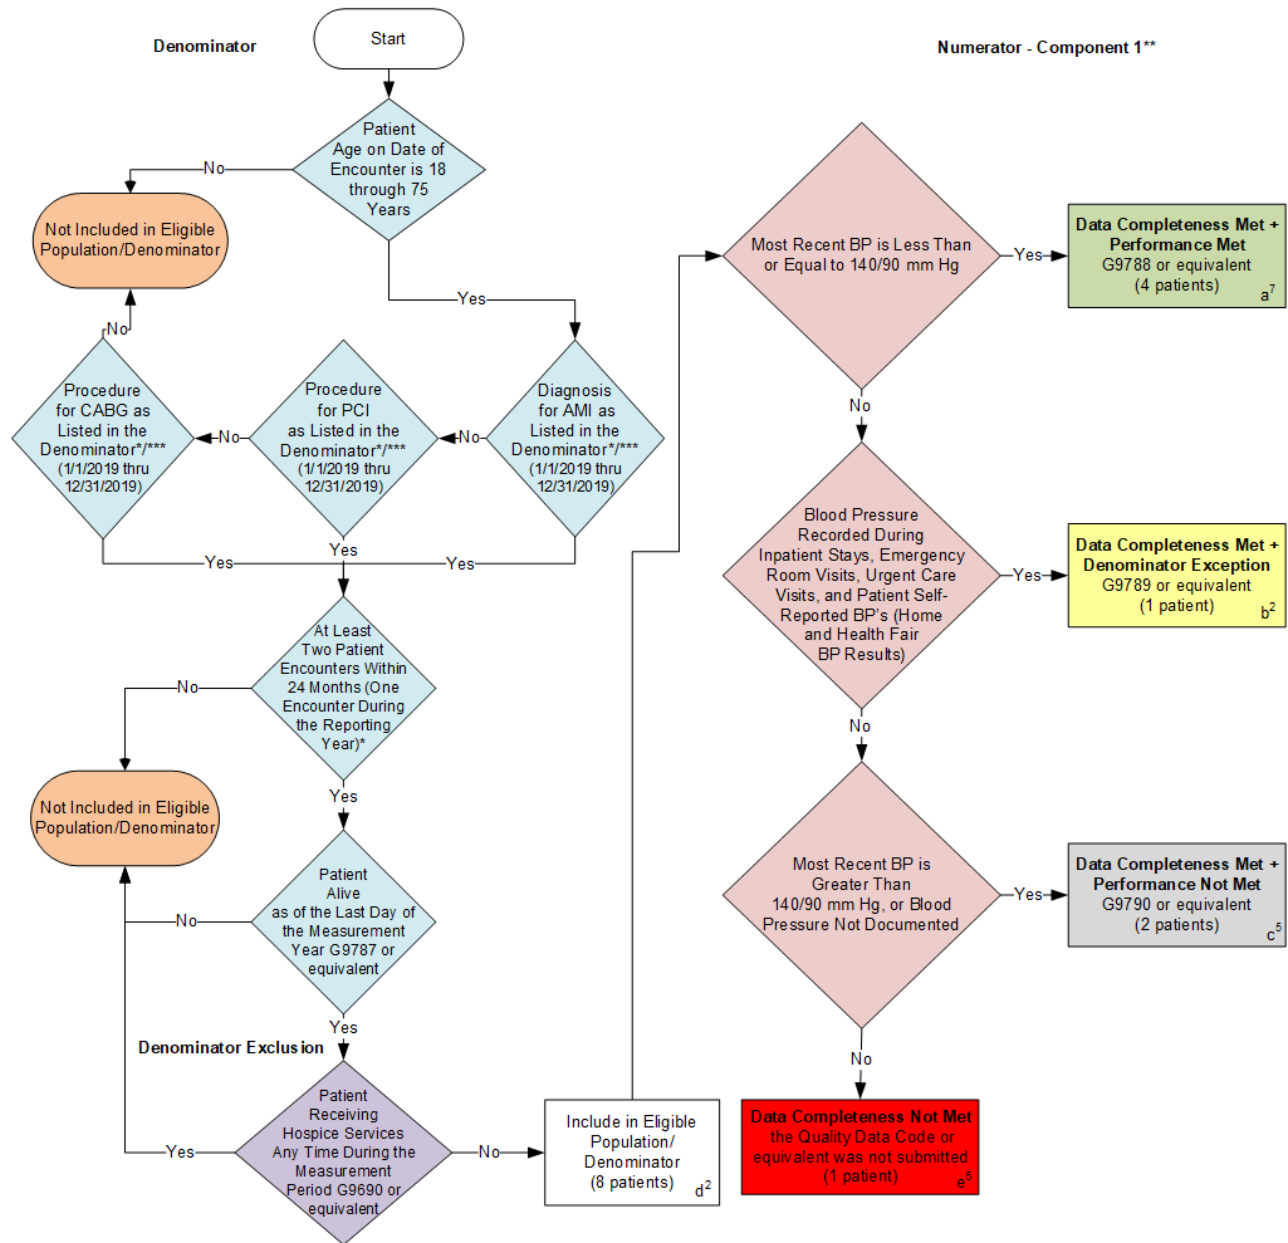 Denominator
Start
Numerator - Component 1**
Patient
Age on Date of
Encounter is 18
through 75
Years
No
Not Included in Eligible
Population/Denominator
Yes
No
Procedure
for CABG as
Listed in the
Denominator*/***
(1/1/2019 thru
12/31/2019)
No
Procedure
for PCI
as Listed in the
Denominator*/***
(1/1/2019 thru
12/31/2019)
No
Diagnosis
for AMI as
Listed in the
Denominator*/***
(1/1/2019 thru
12/31/2019)
Yes
Yes
Yes
At Least
Two Patient
Encounters Within
24 Months (One
Encounter During
the Reporting
Year)*
No
Not Included in Eligible
Population/Denominator
Yes
Patient
Alive
as of the Last Day of
the Measurement
Year G9787 or
equivalent
No
Yes
Denominator Exclusion
Patient
Receiving
Hospice Services
Any Time During the
Measurement
Period G9690 or
equivalent
Yes
No
Include in Eligible
Population/
Denominator
(8 patients)
d2
Most Recent BP is Less Than
or Equal to 140/90 mm Hg
Yes
Data Completeness Met +
Performance Met
G9788 or equivalent
(4 patients)
a7
No
Blood Pressure
Recorded During
Inpatient Stays, Emergency
Room Visits, Urgent Care
Visits, and Patient Self-
Reported BP's (Home
and Health Fair
BP Results)
Yes
Data Completeness Met +
Denominator Exception
G9789 or equivalent
(1 patient)
b2
No
Most Recent BP is
Greater Than
140/90 mm Hg, or Blood
Pressure Not Documented
Yes
Data Completeness Met +
Performance Not Met
G9790 or equivalent
(2 patients)
c5
No
Data Completeness Not Met
the Quality Data Code or
equivalent was not submitted
(1 patient)